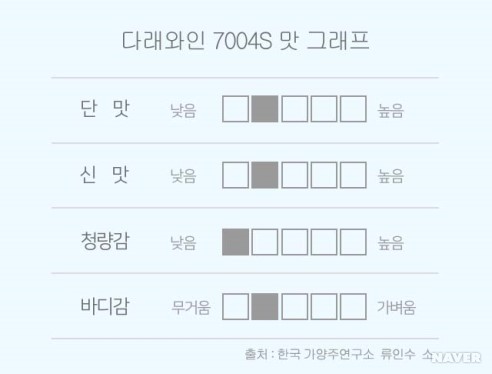 다래와인 7004S 맛 그래프
단 맛 낮음 높음
신 맛 낮음 높음
청량감 낮음 높음
바디감 무거움 가벼움
출처 : 한국 가양주연구소 류인수 소
NAVER